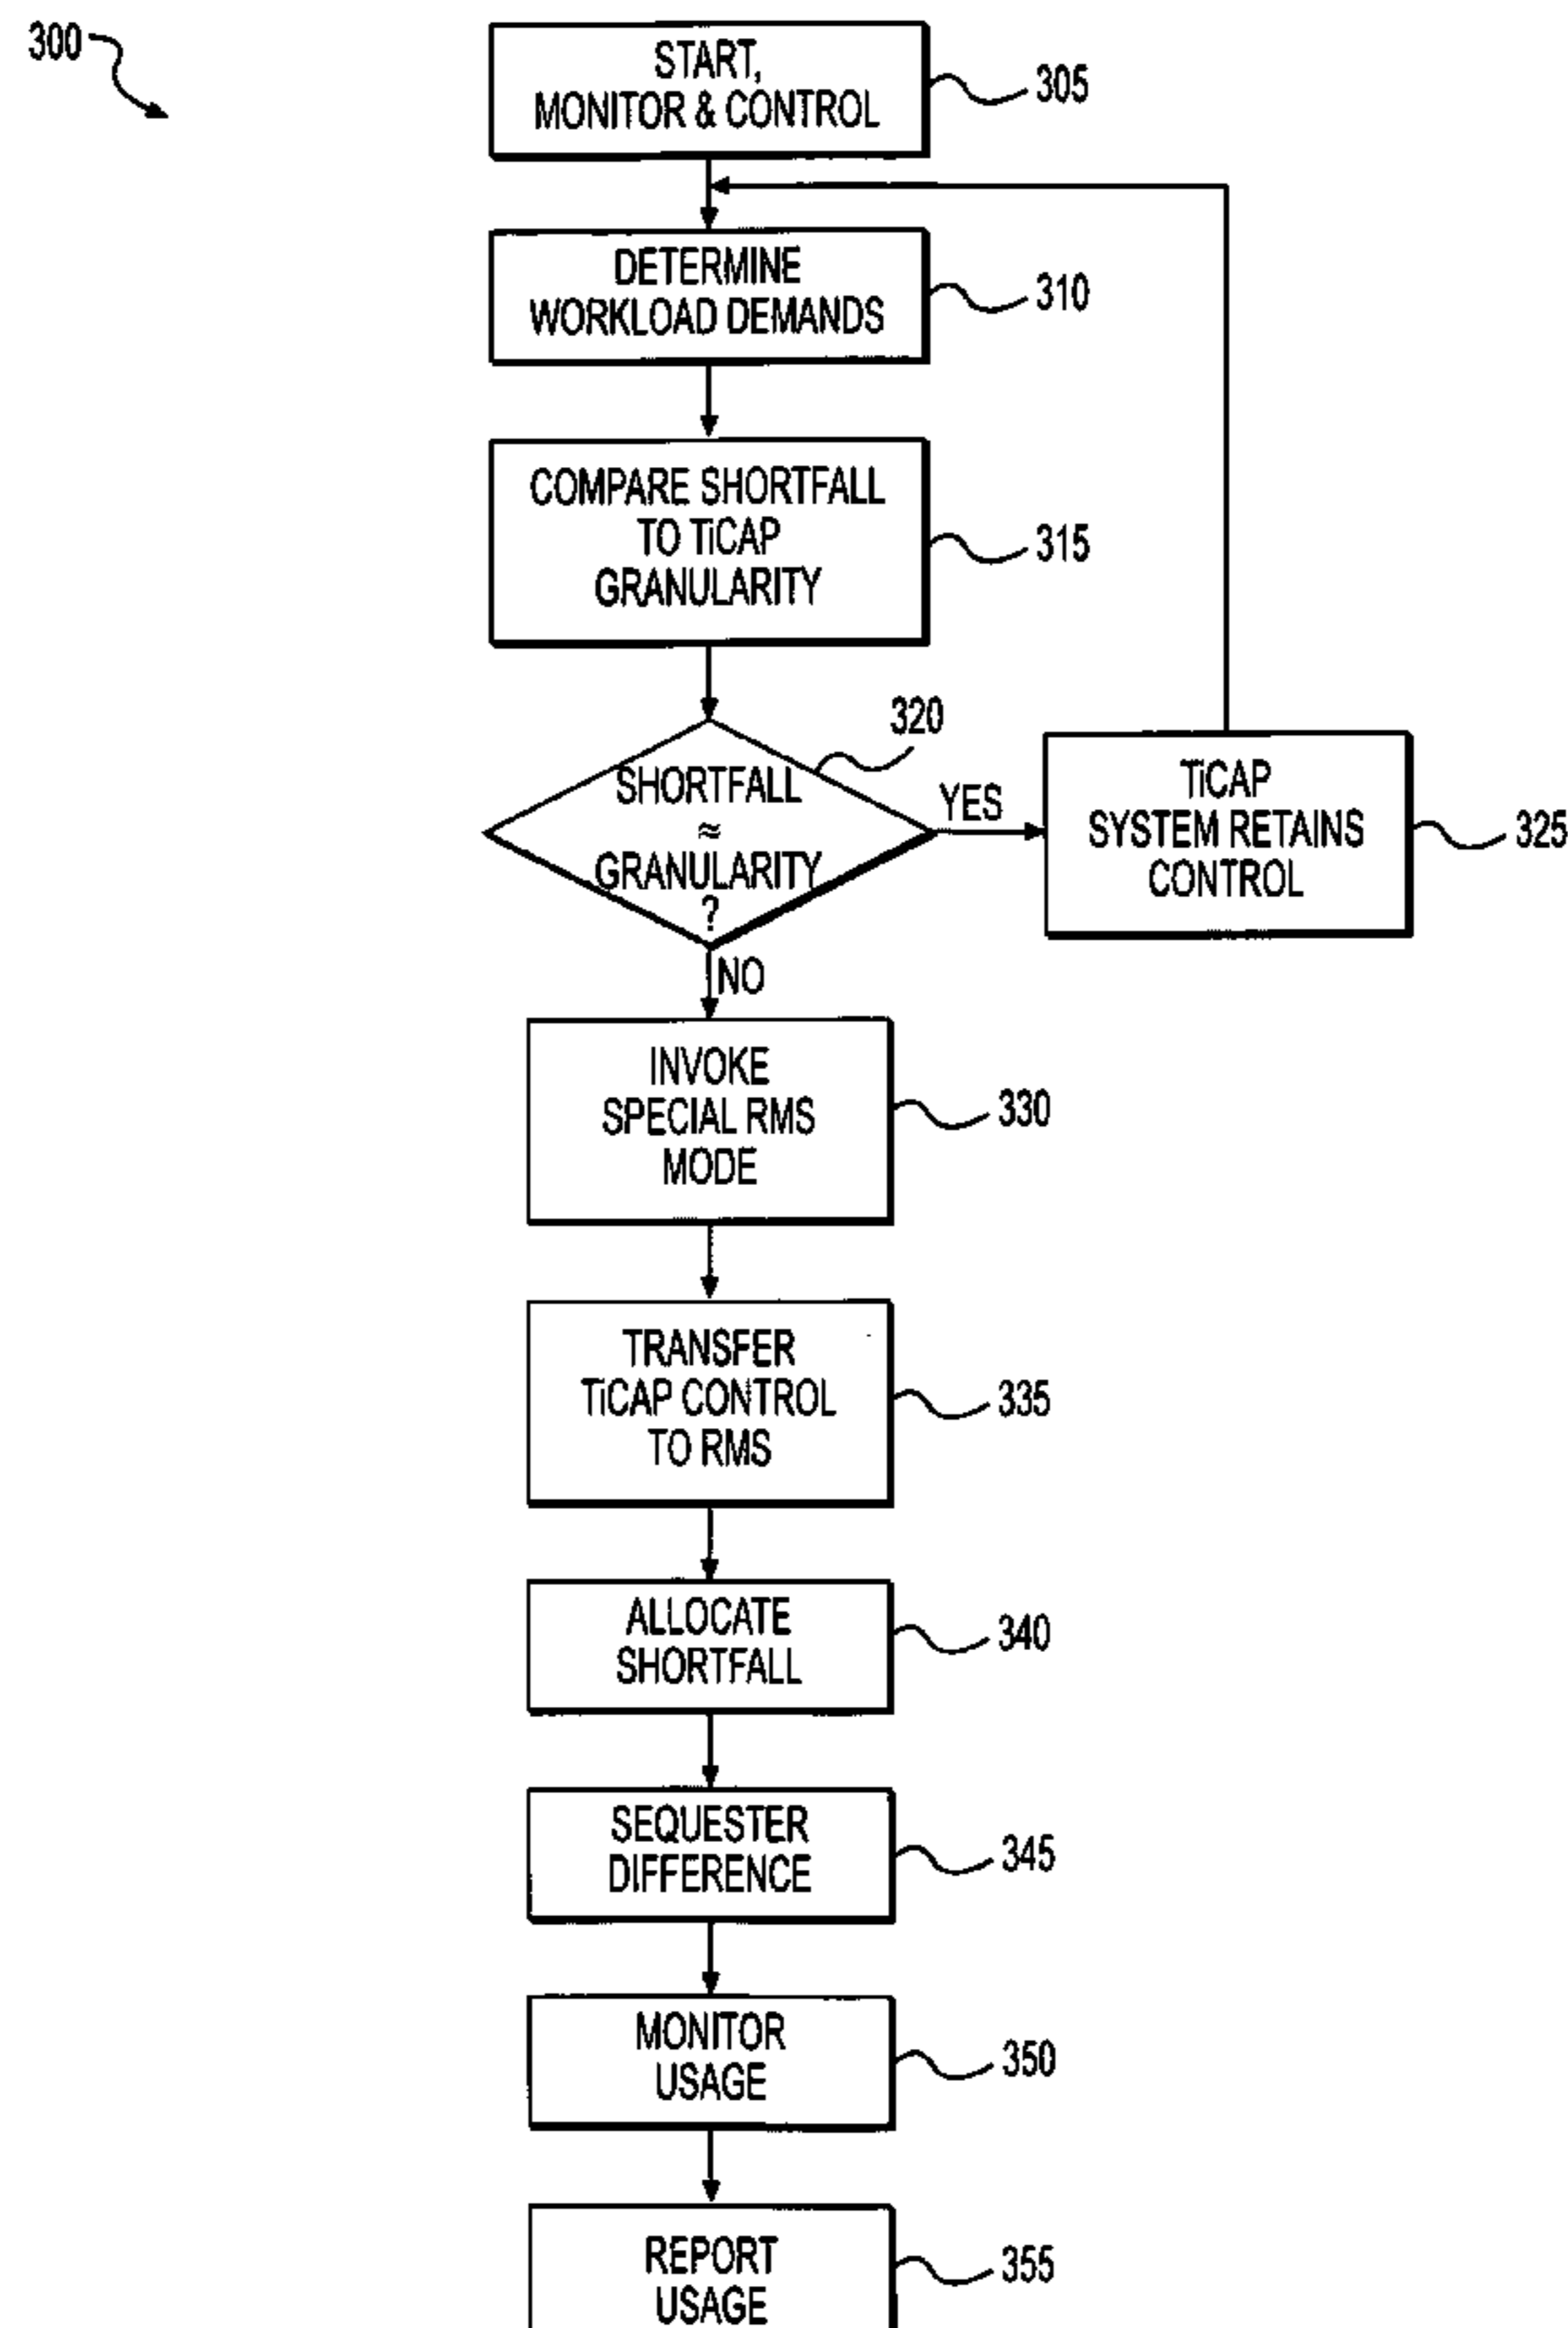 300
START,
MONITOR & CONTROL
305
DETERMINE
WORKLOAD DEMANDS
310
COMPARE SHORTFALL
TO TiCAP
GRANULARITY
315
320
SHORTFALL
≈
GRANULARITY
?
YES
TiCAP
SYSTEM RETAINS
CONTROL
325
NO
INVOKE
SPECIAL RMS
MODE
330
TRANSFER
TiCAP CONTROL
TO RMS
335
ALLOCATE
SHORTFALL
340
SEQUESTER
DIFFERENCE
345
MONITOR
USAGE
350
REPORT
USAGE
355